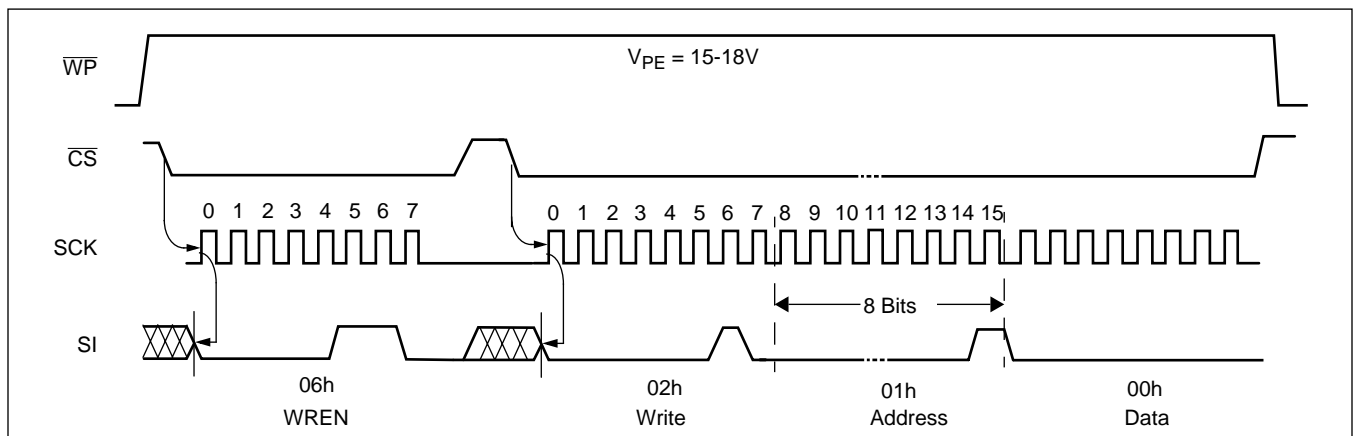 WP
VPE = 15-18V
CS
0 1 2 3 4 5 6 7 0 1 2 3 4 5 6 7 8 9 10 11 12 13 14 15
SCK
8 Bits
SI
06h 02h 01h 00h
WREN Write Address Data